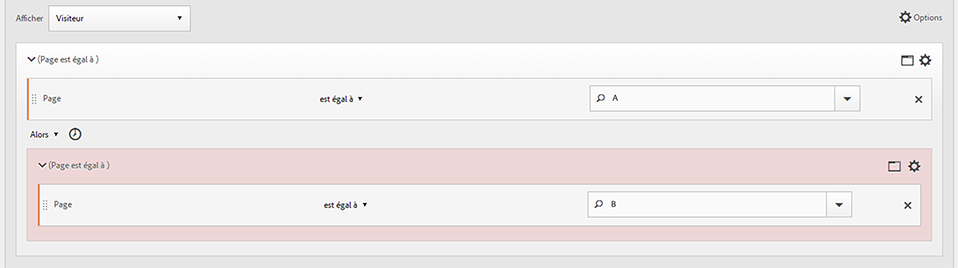 Afficher Visiteur Options
(Page est égal à )
Page est égal à A
Alors
(Page est égal à )
Page est égal à B